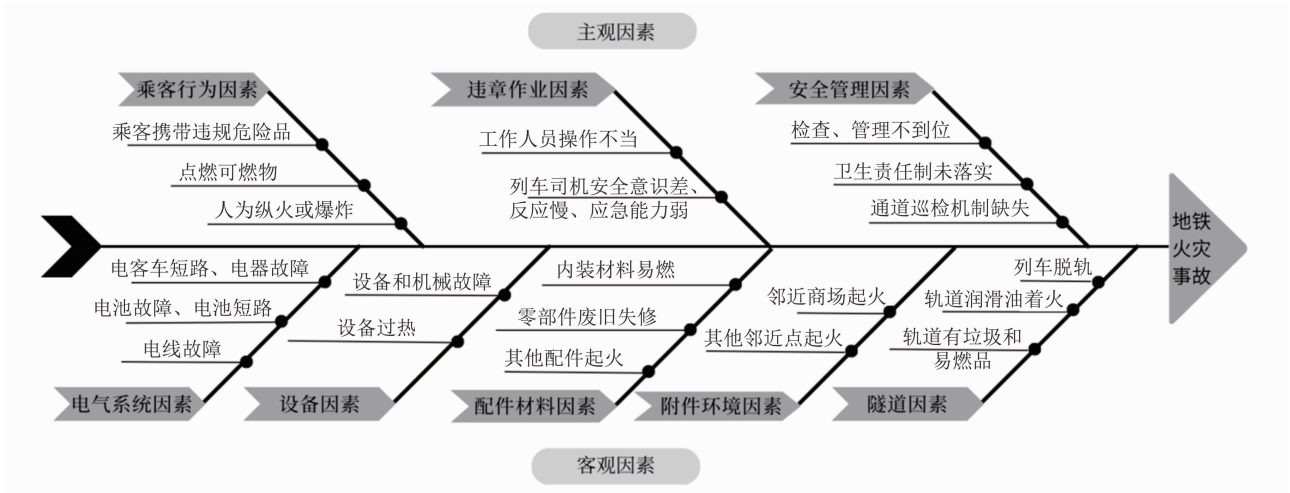 主观因素
乘客行为因素
乘客携带违规危险品
点燃可燃物
人为纵火或爆炸
违章作业因素
工作人员操作不当
列车司机安全意识差、
反应慢、应急能力弱
安全管理因素
检查、管理不到位
卫生责任制未落实
通道巡检机制缺失
地铁
火灾
事故
电客车短路、电器故障
电池故障、电池短路
电线故障
电气系统因素
设备和机械故障
设备过热
设备因素
内装材料易燃
零部件废旧失修
其他配件起火
配件材料因素
邻近商场起火
其他邻近点起火
附件环境因素
列车脱轨
轨道润滑油着火
轨道有垃圾和
易燃品
隧道因素
客观因素